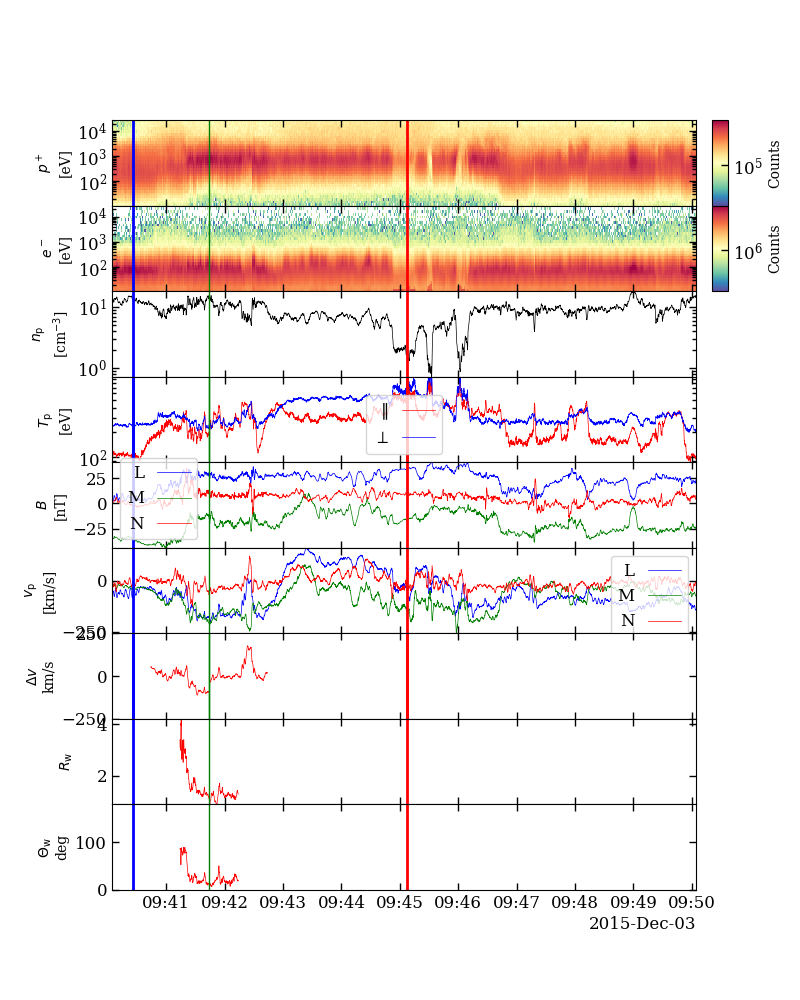 10⁴
10³
10²
p⁺
[eV]
10⁵
Counts
10⁴
10³
10²
e⁻
[eV]
10⁶
Counts
10¹
10⁰
nₚ
[cm⁻³]
10²
Tₚ
[eV]
∥
⊥
25
0
−25
B
[nT]
L
M
N
0
−250
vₚ
[km/s]
L
M
N
250
0
−250
Δv
km/s
4
2
R_w
100
0
Θ_w
deg
09:41 09:42 09:43 09:44 09:45 09:46 09:47 09:48 09:49 09:50
2015-Dec-03